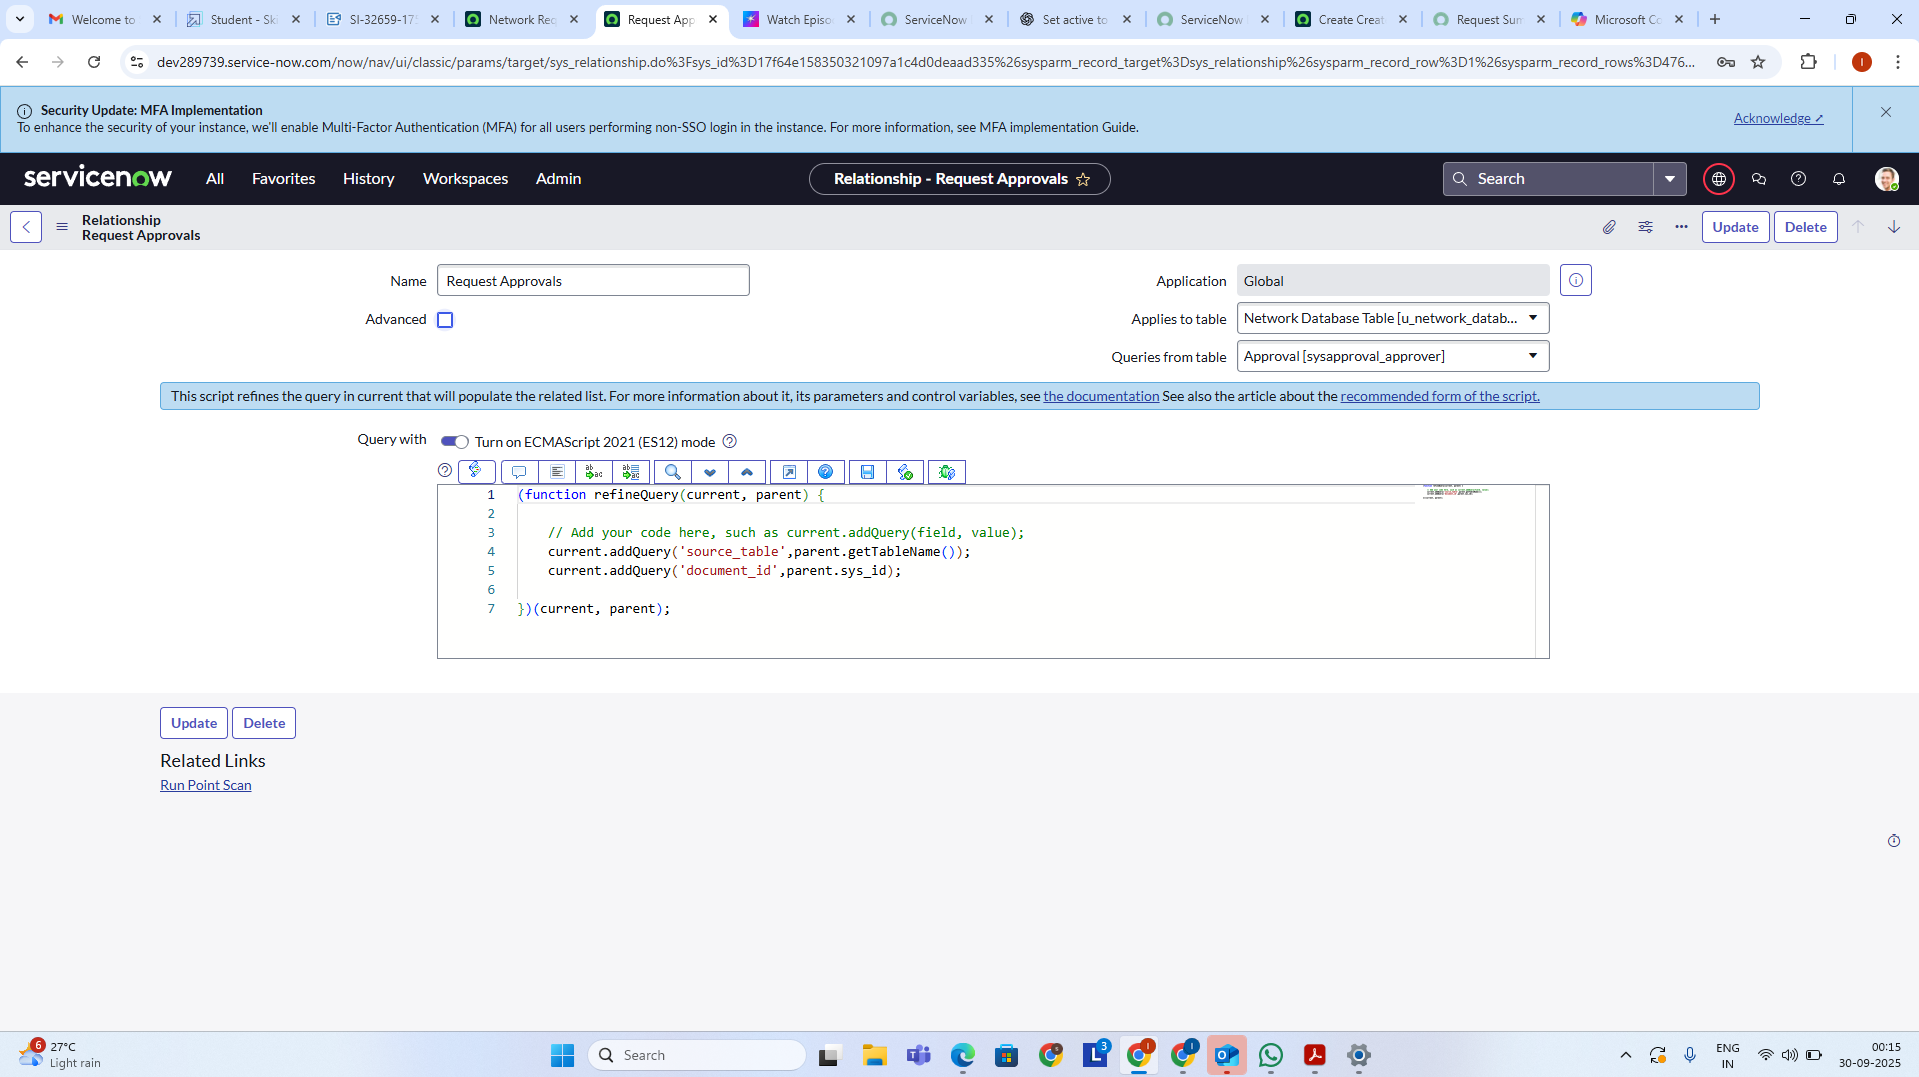 Welcome to
Student - Ski
SI-32659-175
Network Req
Request App
Watch Episo
ServiceNow
Set active to
ServiceNow
Create Creat
Request Sum
Microsoft Co
dev289739.service-now.com/now/nav/ui/classic/params/target/sys_relationship.do%3Fsys_id%3D17f64e158350321097a1c4d0deaad335%26sysparm_record_target%3Dsys_relationship%26sysparm_record_row%3D1%26sysparm_record_rows%3D476...
Security Update: MFA Implementation
To enhance the security of your instance, we'll enable Multi-Factor Authentication (MFA) for all users performing non-SSO login in the instance. For more information, see MFA implementation Guide.
Acknowledge
servicenow
All Favorites History Workspaces Admin
Relationship - Request Approvals
Search
Relationship
Request Approvals
Update Delete
Name Request Approvals
Application Global
Advanced
Applies to table Network Database Table [u_network_datab...
Queries from table Approval [sysapproval_approver]
This script refines the query in current that will populate the related list. For more information about it, its parameters and control variables, see the documentation See also the article about the recommended form of the script.
Query with Turn on ECMAScript 2021 (ES12) mode
1 (function refineQuery(current, parent) {
2
3 // Add your code here, such as current.addQuery(field, value);
4 current.addQuery('source_table',parent.getTableName());
5 current.addQuery('document_id',parent.sys_id);
6
7 })(current, parent);
Update Delete
Related Links
Run Point Scan
6
27°C
Light rain
Search
3
ENG
IN
00:15
30-09-2025